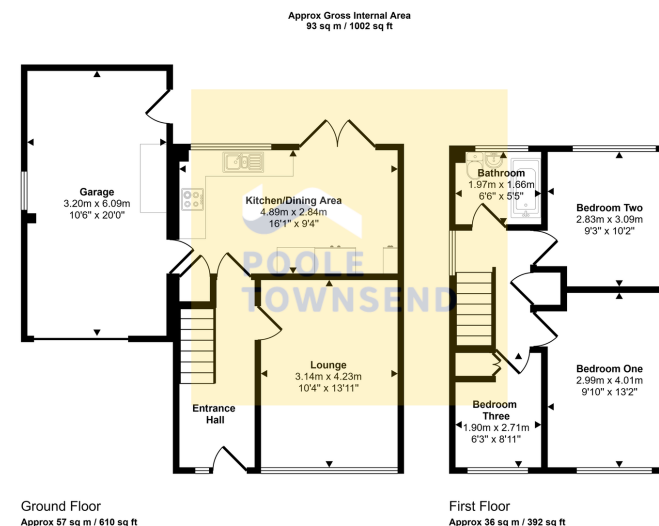 Approx Gross Internal Area
93 sq m / 1002 sq ft
Garage
3.20m x 6.09m
10'6" x 20'0"
Kitchen/Dining Area
4.89m x 2.84m
16'1" x 9'4"
POOLE
TOWNSEND
Lounge
3.14m x 4.23m
10'4" x 13'11"
Entrance
Hall
Bathroom
1.97m x 1.66m
6'6" x 5'5"
Bedroom Two
2.83m x 3.09m
9'3" x 10'2"
Bedroom One
2.99m x 4.01m
9'10" x 13'2"
Bedroom
Three
1.90m x 2.71m
6'3" x 8'11"
Ground Floor
Approx 57 sq m / 610 sq ft
First Floor
Approx 36 sq m / 392 sq ft